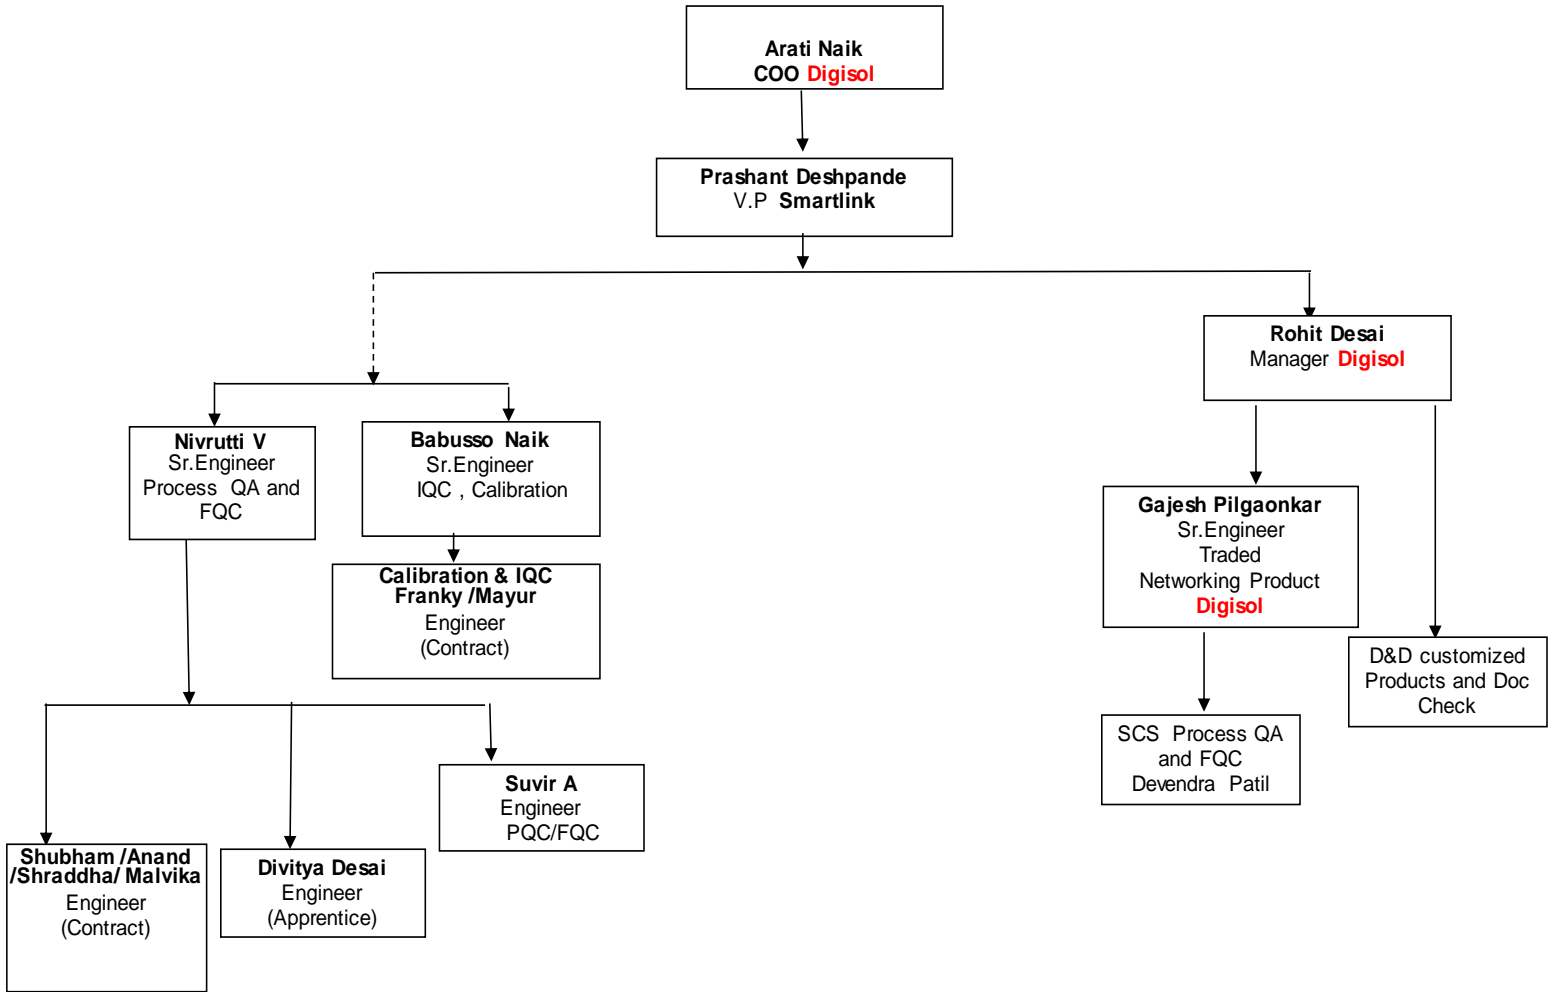 Arati Naik
COO Digisol
Prashant Deshpande
V.P Smartlink
Rohit Desai
Manager Digisol
Nivrutti V
Sr.Engineer
Process QA and
FQC
Babusso Naik
Sr.Engineer
IQC , Calibration
Calibration & IQC
Franky /Mayur
Engineer
(Contract)
Gajesh Pilgaonkar
Sr.Engineer
Traded
Networking Product
Digisol
D&D customized
Products and Doc
Check
SCS Process QA
and FQC
Devendra Patil
Suvir A
Engineer
PQC/FQC
Shubham /Anand
/Shraddha/ Malvika
Engineer
(Contract)
Divitya Desai
Engineer
(Apprentice)